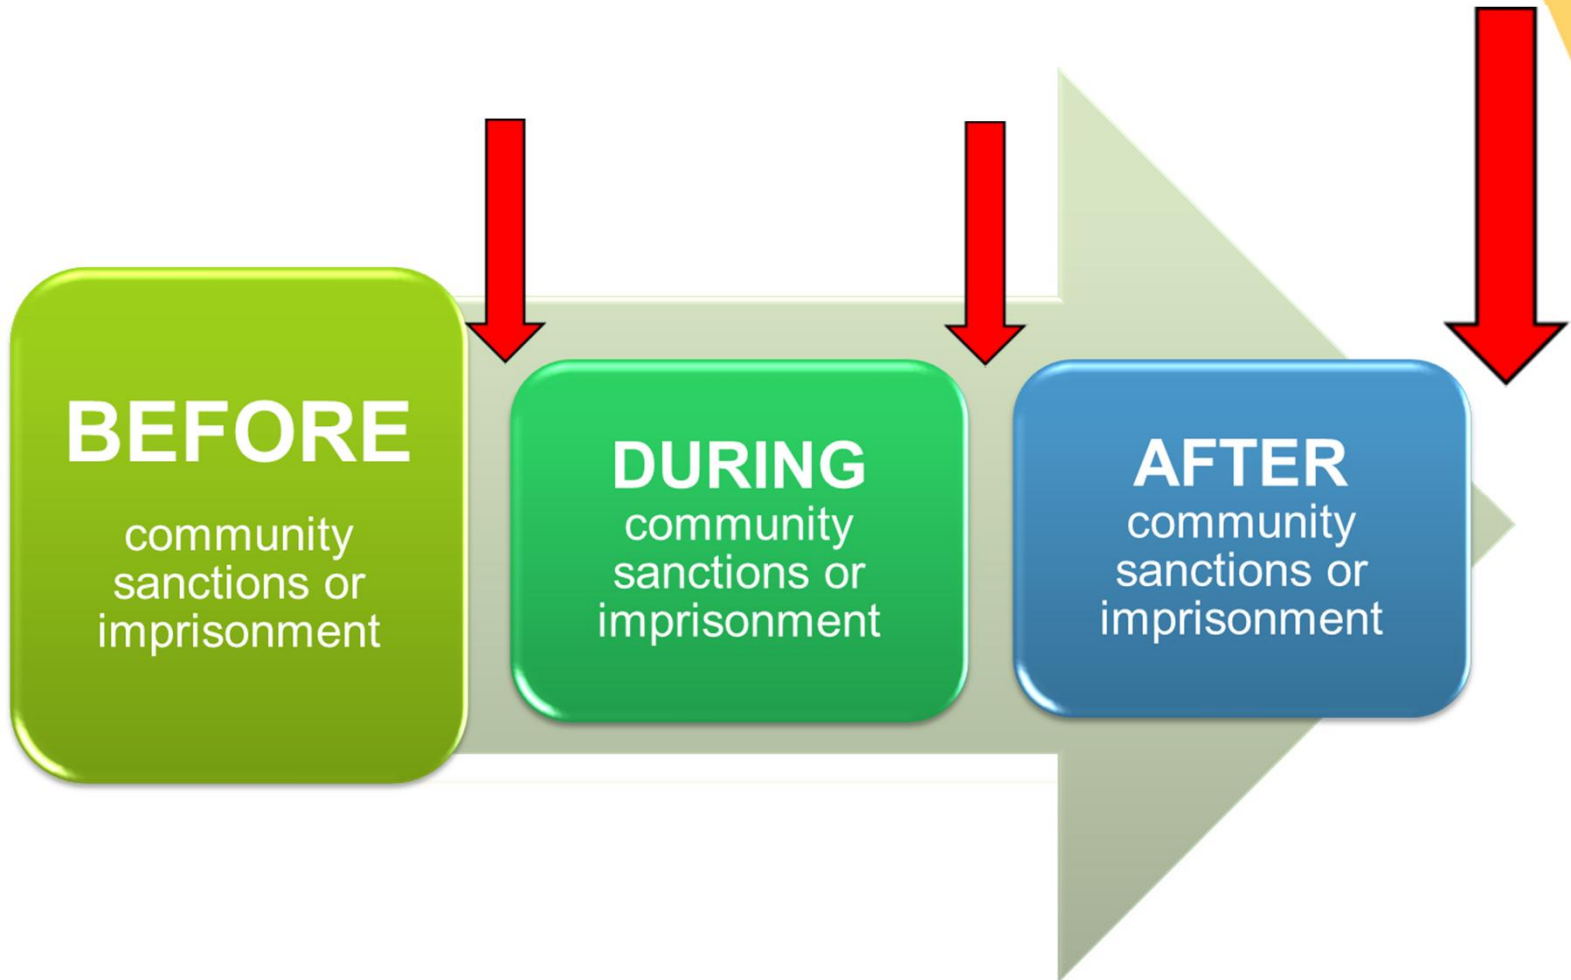 BEFORE
community
sanctions or
imprisonment
DURING
community
sanctions or
imprisonment
AFTER
community
sanctions or
imprisonment